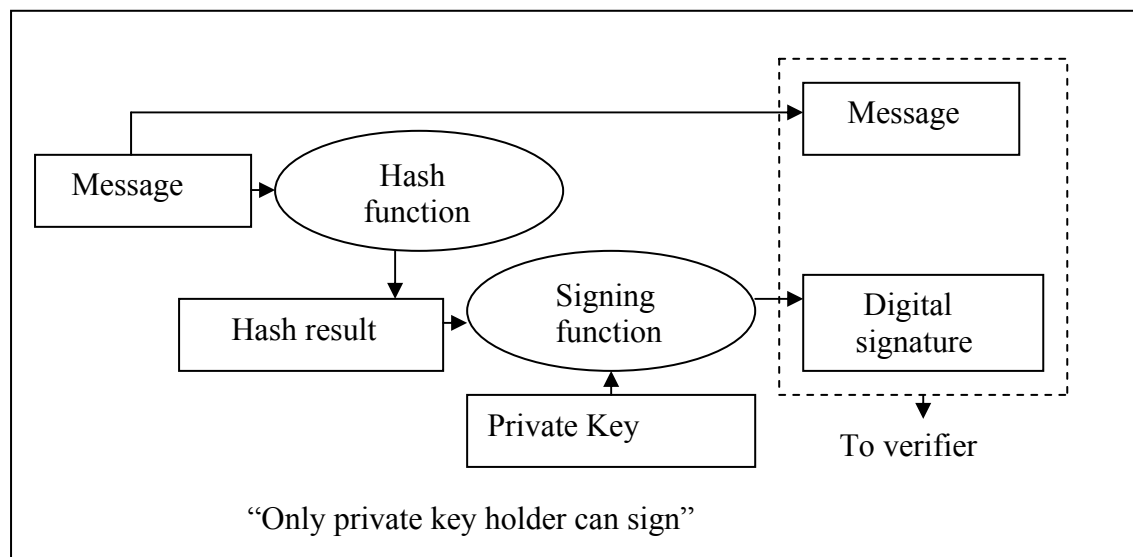 Message
Message
Hash
function
Hash result
Signing
function
Digital
signature
Private Key
To verifier
“Only private key holder can sign”